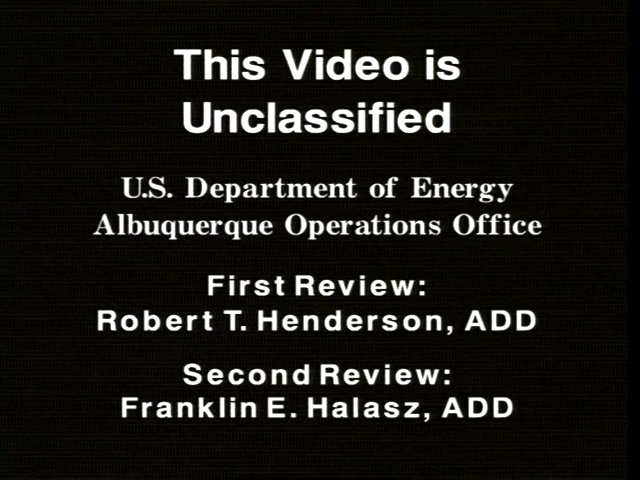 This Video is
Unclassified
U.S. Department of Energy
Albuquerque Operations Office
First Review:
Robert T. Henderson, ADD
Second Review:
Franklin E. Halasz, ADD